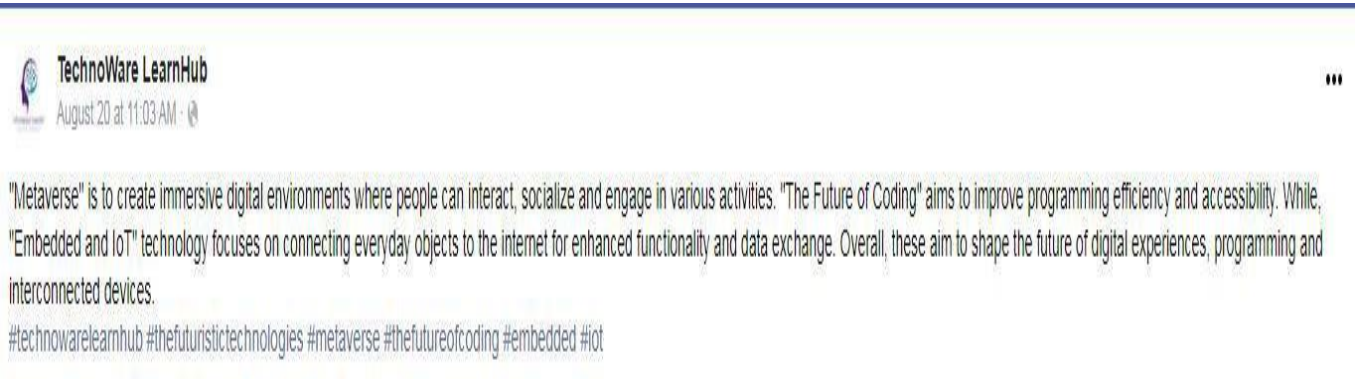 TechnoWare LearnHub
August 20 at 11:03 AM ·
"Metaverse" is to create immersive digital environments where people can interact, socialize and engage in various activities. "The Future of Coding" aims to improve programming efficiency and accessibility. While,
"Embedded and IoT" technology focuses on connecting everyday objects to the internet for enhanced functionality and data exchange. Overall, these aim to shape the future of digital experiences, programming and
interconnected devices.
#technowarelearnhub #thefuturistictechnologies #metaverse #thefutureofcoding #embedded #iot